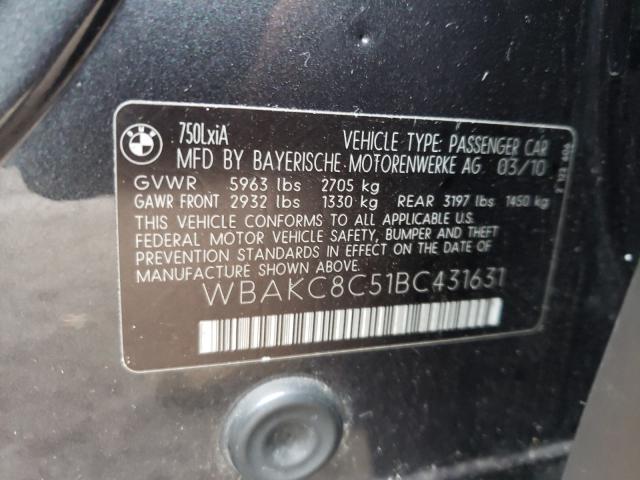 BMW
750LxiA
VEHICLE TYPE: PASSENGER CAR
MFD BY BAYERISCHE MOTORENWERKE AG 03/10
GVWR 5963 lbs 2705 kg
GAWR FRONT 2932 lbs 1330 kg REAR 3197 lbs 1450 kg
THIS VEHICLE CONFORMS TO ALL APPLICABLE U.S.
FEDERAL MOTOR VEHICLE SAFETY, BUMPER AND THEFT
PREVENTION STANDARDS IN EFFECT ON THE DATE OF
MANUFACTURE SHOWN ABOVE.
WBAKC8C51BC431631